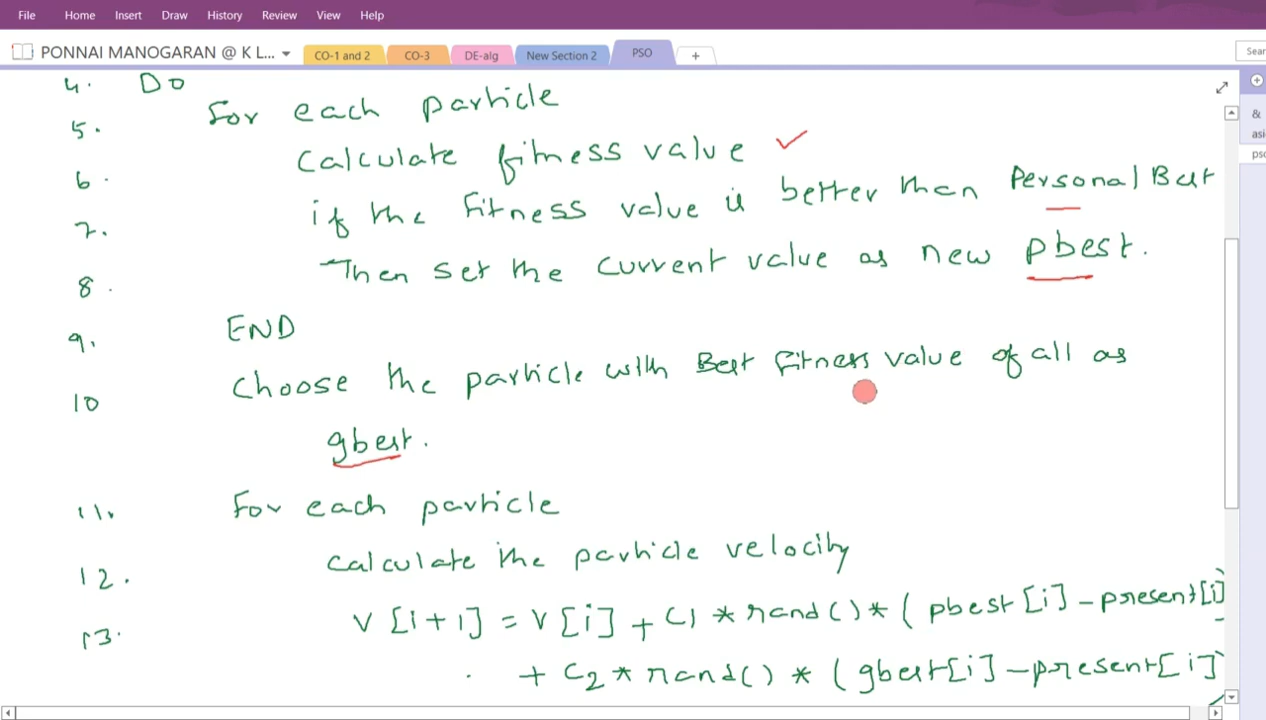 File Home Insert Draw History Review View Help
PONNAI MANOGARAN @ K L... CO-1 and 2 CO-3 DE-alg New Section 2 PSO + Sear
4. Do
5. For each particle
6. Calculate fitness value ✓
7. if the Fitness value is better than Personal Best
8. Then set the current value as new pbest.
9. END
10 choose the particle with Best Fitness value of all as
gbest.
11. For each particle
12. calculate the particle velocity
13. V [i+1] = V [i] + C1 * rand () * ( pbest [i] - present [i]
+ C2 * rand() * ( gbest[i] - present [i]
&
asi
pso